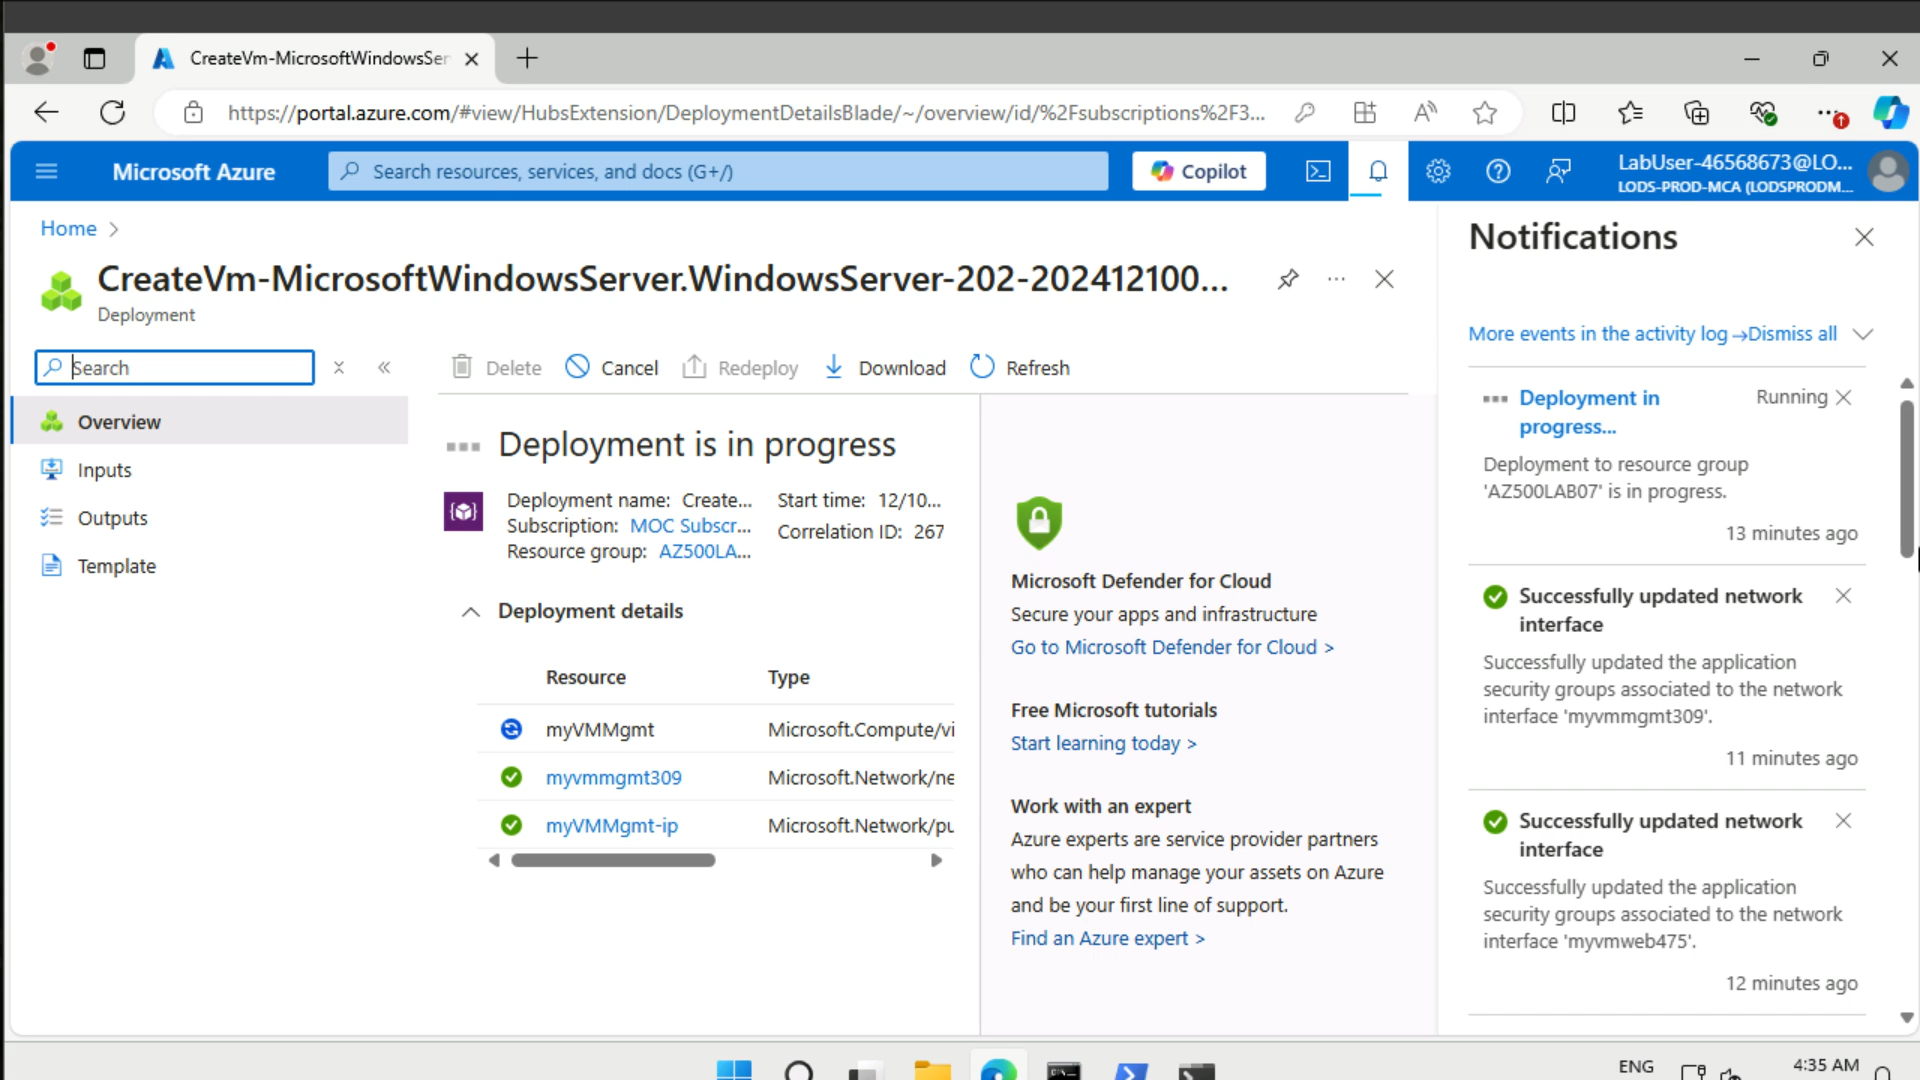 CreateVm-MicrosoftWindowsSer
https://portal.azure.com/#view/HubsExtension/DeploymentDetailsBlade/~/overview/id/%2Fsubscriptions%2F3...
Microsoft Azure
Search resources, services, and docs (G+/)
Copilot
LabUser-46568673@LO...
LODS-PROD-MCA (LODSPRODM...
Home
CreateVm-MicrosoftWindowsServer.WindowsServer-202-202412100...
Deployment
Search
Delete
Cancel
Redeploy
Download
Refresh
Overview
Inputs
Outputs
Template
Deployment is in progress
Deployment name: Create...
Subscription: MOC Subscr...
Resource group: AZ500LA...
Start time: 12/10...
Correlation ID: 267
Deployment details
Resource Type
myVMMgmt Microsoft.Compute/vi
myvmmgmt309 Microsoft.Network/ne
myVMMgmt-ip Microsoft.Network/pu
Microsoft Defender for Cloud
Secure your apps and infrastructure
Go to Microsoft Defender for Cloud >
Free Microsoft tutorials
Start learning today >
Work with an expert
Azure experts are service provider partners
who can help manage your assets on Azure
and be your first line of support.
Find an Azure expert >
Notifications
More events in the activity log →Dismiss all
Deployment in Running
progress...
Deployment to resource group
'AZ500LAB07' is in progress.
13 minutes ago
Successfully updated network
interface
Successfully updated the application
security groups associated to the network
interface 'myvmmgmt309'.
11 minutes ago
Successfully updated network
interface
Successfully updated the application
security groups associated to the network
interface 'myvmweb475'.
12 minutes ago
ENG
4:35 AM